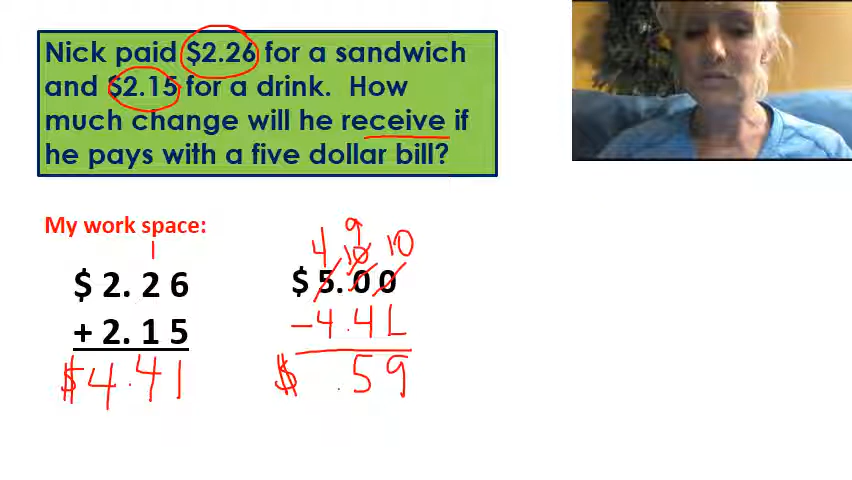 Nick paid $2.26 for a sandwich
and $2.15 for a drink. How
much change will he receive if
he pays with a five dollar bill?
My work space:
1
$ 2. 2 6
+ 2. 1 5
$4.41
9
4 10 10
$ 5. 0 0
- 4.41
$ .59